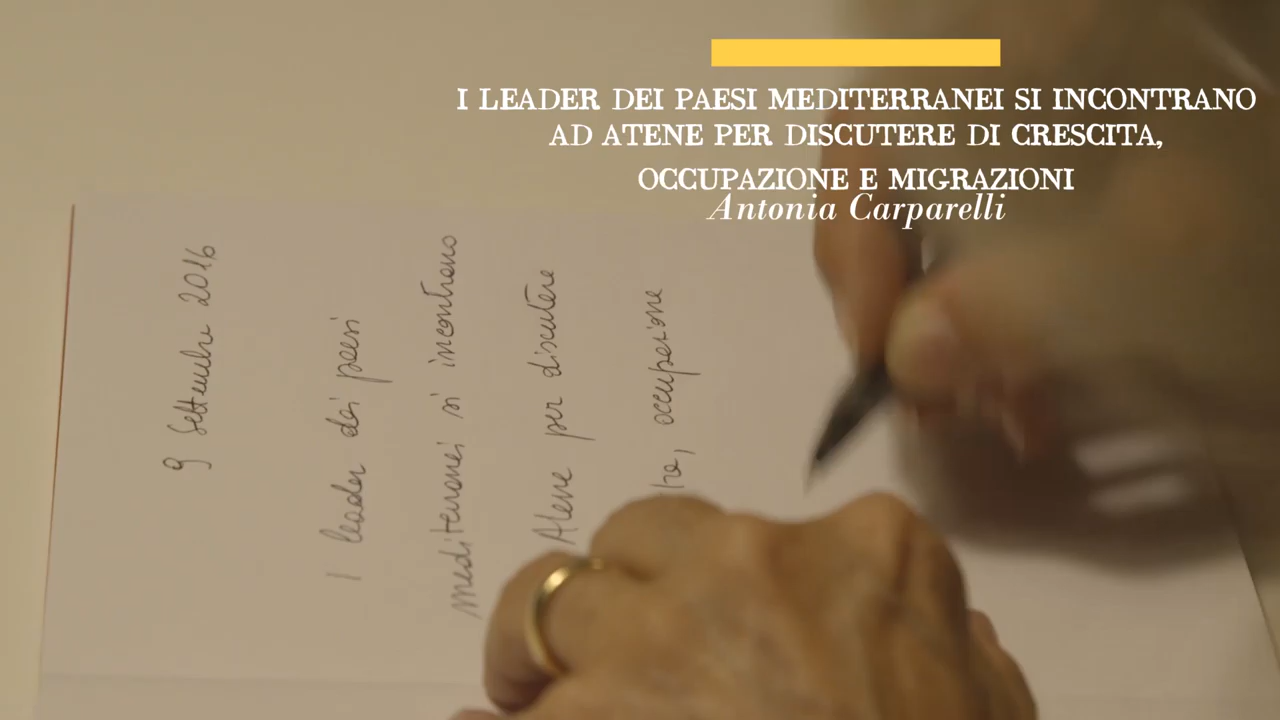 I LEADER DEI PAESI MEDITERRANEI SI INCONTRANO
AD ATENE PER DISCUTERE DI CRESCITA,
OCCUPAZIONE E MIGRAZIONI
Antonia Carparelli
9 Settembre 2016
I leader dei paesi
mediterranei si incontrano
Atene per discutere
occupazione